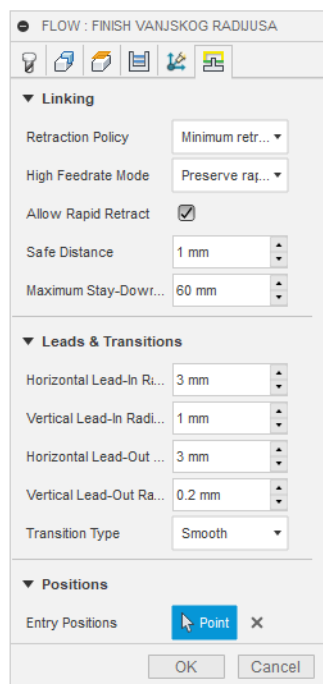 FLOW : FINISH VANJSKOG RADIJUSA
Linking
Retraction Policy Minimum retr...
High Feedrate Mode Preserve rap...
Allow Rapid Retract
Safe Distance 1 mm
Maximum Stay-Dowr... 60 mm
Leads & Transitions
Horizontal Lead-In Ra... 3 mm
Vertical Lead-In Radi... 1 mm
Horizontal Lead-Out ... 3 mm
Vertical Lead-Out Ra... 0.2 mm
Transition Type Smooth
Positions
Entry Positions Point
OK Cancel